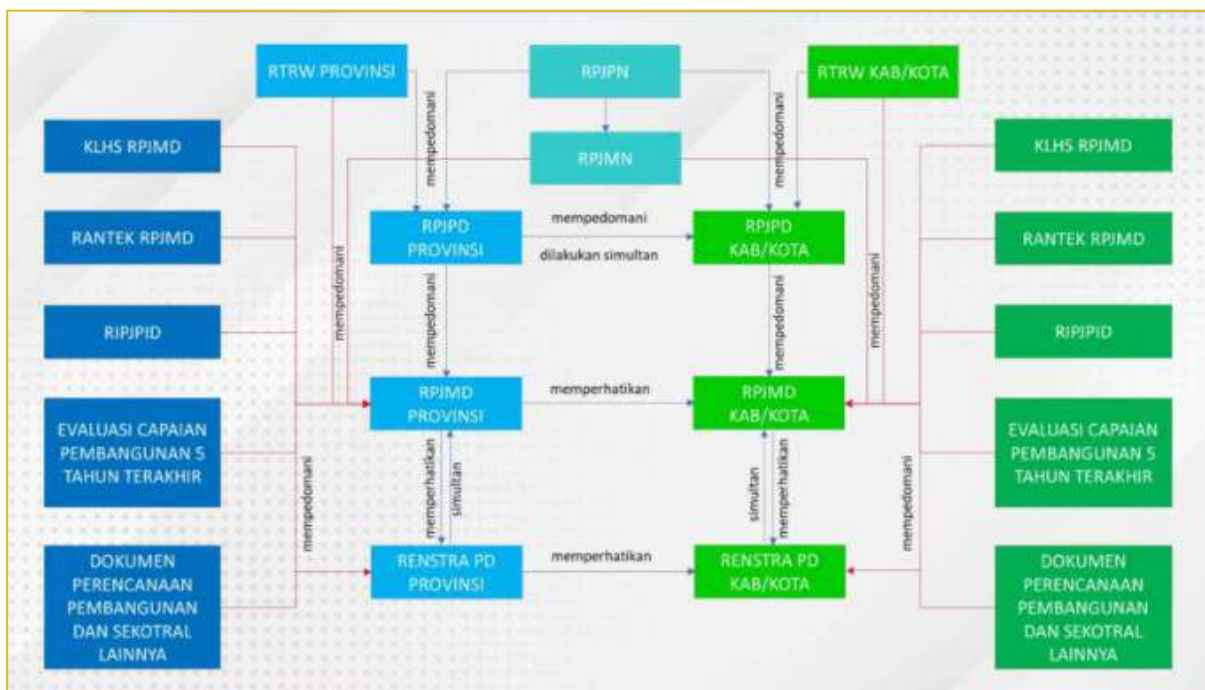 RTRW PROVINSI
RPJPN
RTRW KAB/KOTA
mempedomani
mempedomani
mempedomani
KLHS RPJMD
RPJMN
KLHS RPJMD
RANTEK RPJMD
RPJPD
PROVINSI
mempedomani
dilakukan simultan
RPJPD
KAB/KOTA
RANTEK RPJMD
mempedomani
mempedomani
mempedomani
mempedomani
mempedomani
RIPJPID
RIPJPID
RPJMD
PROVINSI
memperhatikan
RPJMD
KAB/KOTA
EVALUASI CAPAIAN
PEMBANGUNAN 5
TAHUN TERAKHIR
EVALUASI CAPAIAN
PEMBANGUNAN 5
TAHUN TERAKHIR
mempedomani
memperhatikan
simultan
simultan
memperhatikan
mempedomani
RENSTRA PD
PROVINSI
memperhatikan
RENSTRA PD
KAB/KOTA
DOKUMEN
PERENCANAAN
PEMBANGUNAN
DAN SEKOTRAL
LAINNYA
DOKUMEN
PERENCANAAN
PEMBANGUNAN
DAN SEKOTRAL
LAINNYA